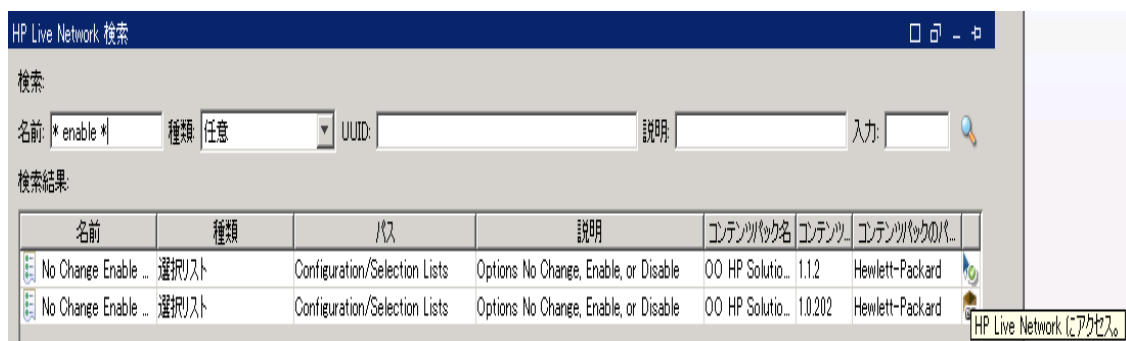 HP Live Network 検索
検索:
名前: * enable * 種類: 任意 UUID: 説明: 入力:
検索結果:
名前 種類 パス 説明 コンテンツパック名 コンテンツ... コンテンツパックのパ...
No Change Enable ... 選択リスト Configuration/Selection Lists Options No Change, Enable, or Disable OO HP Solutio... 1.1.2 Hewlett-Packard
No Change Enable ... 選択リスト Configuration/Selection Lists Options No Change, Enable, or Disable OO HP Solutio... 1.0.202 Hewlett-Packard
HP Live Network にアクセス。